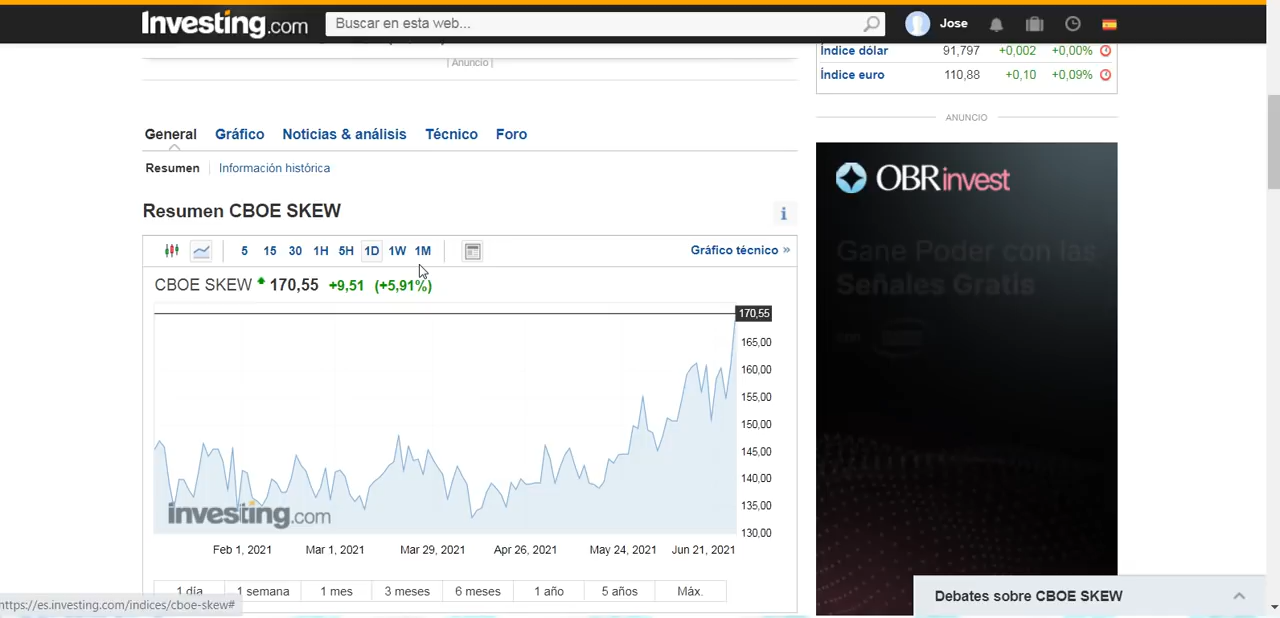 Investing.com
Buscar en esta web...
Jose
| Anuncio |
Índice dólar 91,797 +0,002 +0,00%
Índice euro 110,88 +0,10 +0,09%
ANUNCIO
General Gráfico Noticias & análisis Técnico Foro
Resumen Información histórica
Resumen CBOE SKEW
i
5 15 30 1H 5H 1D 1W 1M
Gráfico técnico »
CBOE SKEW 170,55 +9,51 (+5,91%)
170,55
165,00
160,00
155,00
150,00
145,00
140,00
135,00
130,00
investing.com
Feb 1, 2021 Mar 1, 2021 Mar 29, 2021 Apr 26, 2021 May 24, 2021 Jun 21, 2021
1 día 1 semana 1 mes 3 meses 6 meses 1 año 5 años Máx.
https://es.investing.com/indices/cboe-skew#
OBRinvest
Gane Poder con las
Señales Gratis
Debates sobre CBOE SKEW